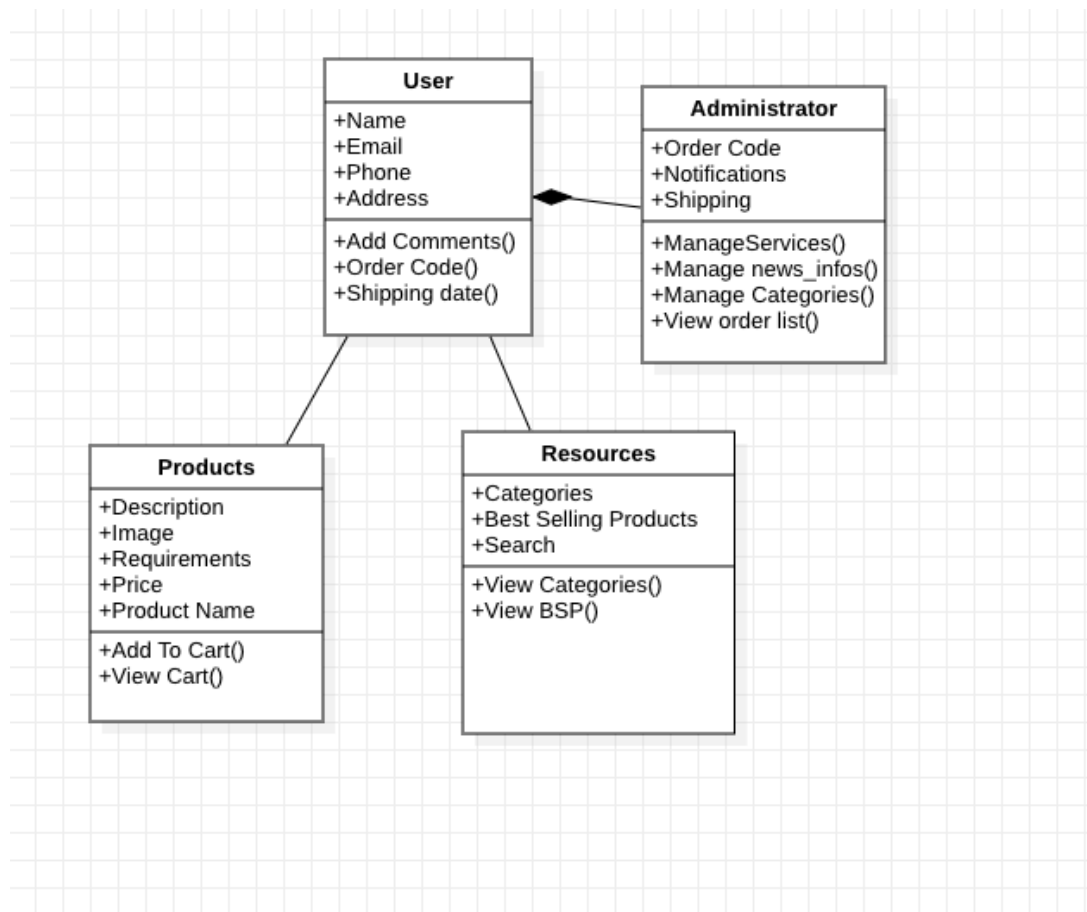 User
+Name
+Email
+Phone
+Address
+Add Comments()
+Order Code()
+Shipping date()
Administrator
+Order Code
+Notifications
+Shipping
+ManageServices()
+Manage news_infos()
+Manage Categories()
+View order list()
Products
+Description
+Image
+Requirements
+Price
+Product Name
+Add To Cart()
+View Cart()
Resources
+Categories
+Best Selling Products
+Search
+View Categories()
+View BSP()